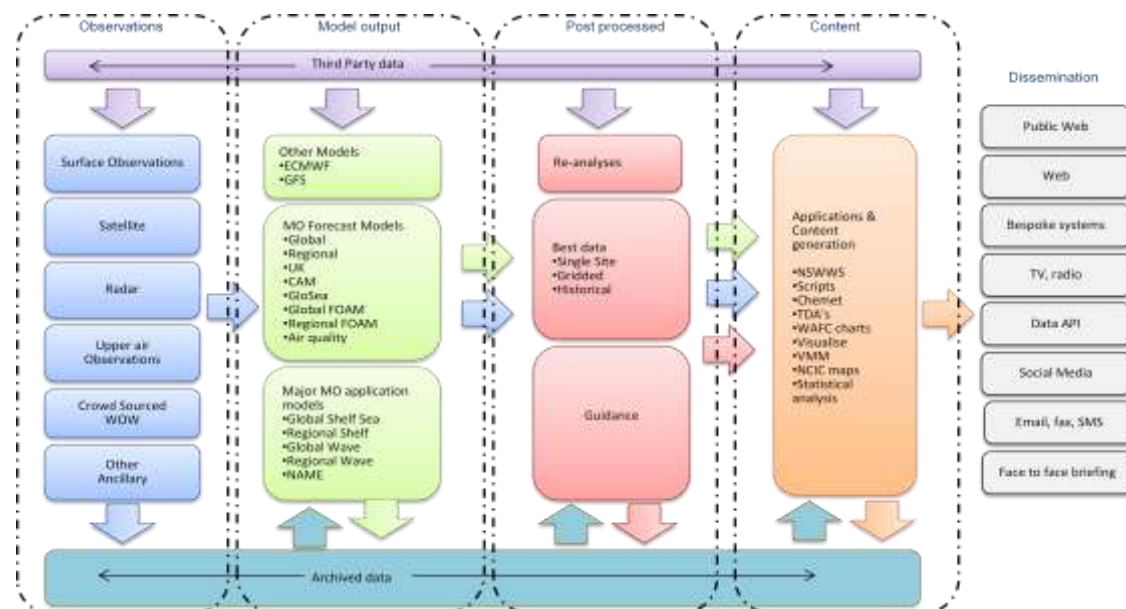 Observations
Model output
Post processed
Content
Third Party data
Dissemination
Surface Observations
Satellite
Radar
Upper air
Observations
Crowd Sourced
WOW
Other
Ancillary
Other Models
•ECMWF
•GFS
MO Forecast Models
•Global
•Regional
•UK
•CAM
•GloSea
•Global FOAM
•Regional FOAM
•Air quality
Major MO application
models
•Global Shelf Sea
•Regional Shelf
•Global Wave
•Regional Wave
•NAME
Re-analyses
Best data
•Single Site
•Gridded
•Historical
Guidance
Applications &
Content
generation
•NSWWS
•Scripts
•Chemet
•TDA's
•WAFC charts
•Visualise
•VMM
•NCIC maps
•Statistical
analysis
Public Web
Web
Bespoke systems
TV, radio
Data API
Social Media
Email, fax, SMS
Face to face briefing
Archived data